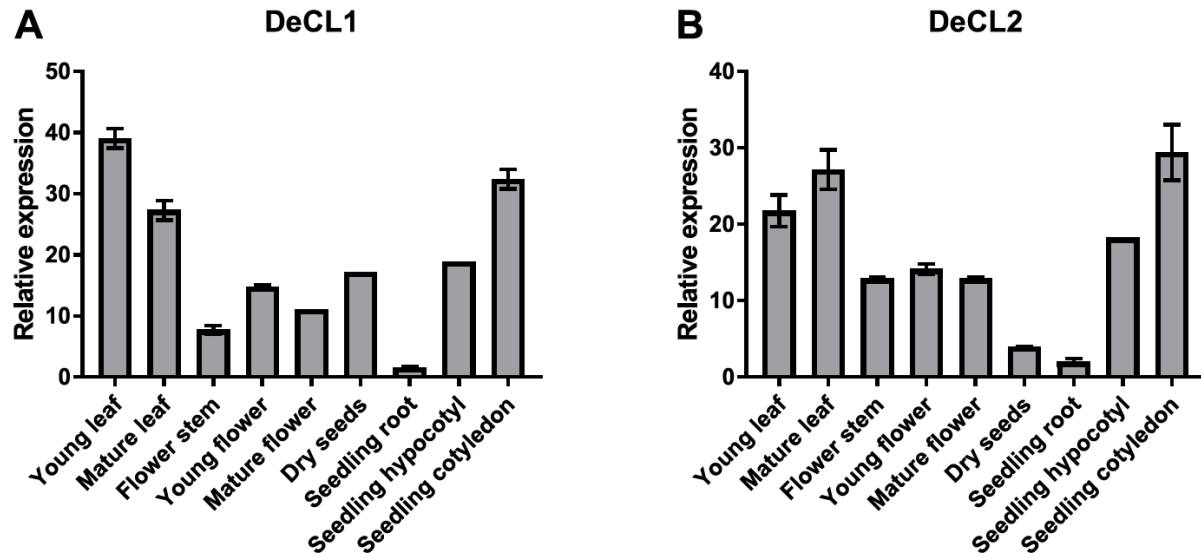 A
DeCL1
Relative expression
50
40
30
20
10
0
Young leaf
Mature leaf
Flower stem
Young flower
Mature flower
Dry seeds
Seedling root
Seedling hypocotyl
Seedling cotyledon
B
DeCL2
Relative expression
40
30
20
10
0
Young leaf
Mature leaf
Flower stem
Young flower
Mature flower
Dry seeds
Seedling root
Seedling hypocotyl
Seedling cotyledon